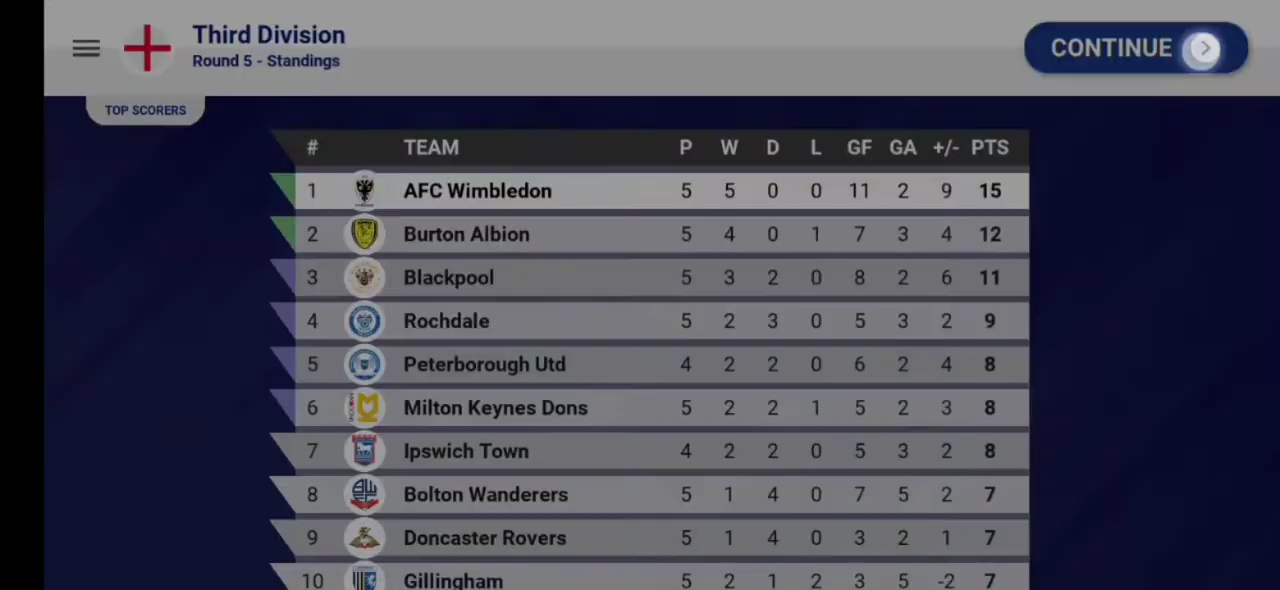 Third Division
Round 5 - Standings
CONTINUE
TOP SCORERS
# TEAM P W D L GF GA +/- PTS
1 AFC Wimbledon 5 5 0 0 11 2 9 15
2 Burton Albion 5 4 0 1 7 3 4 12
3 Blackpool 5 3 2 0 8 2 6 11
4 Rochdale 5 2 3 0 5 3 2 9
5 Peterborough Utd 4 2 2 0 6 2 4 8
6 Milton Keynes Dons 5 2 2 1 5 2 3 8
7 Ipswich Town 4 2 2 0 5 3 2 8
8 Bolton Wanderers 5 1 4 0 7 5 2 7
9 Doncaster Rovers 5 1 4 0 3 2 1 7
10 Gillingham 5 2 1 2 3 5 -2 7